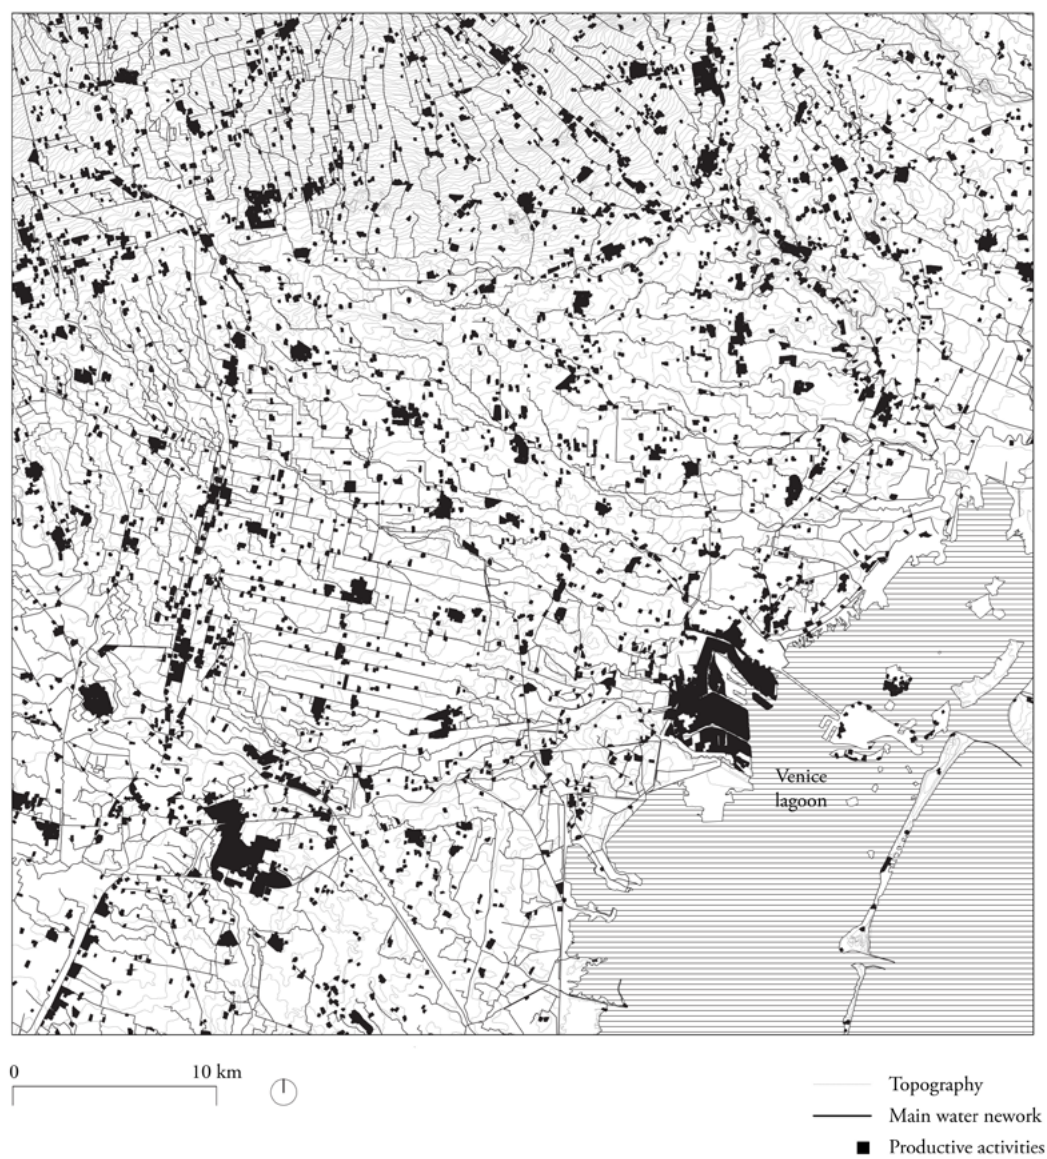 Venice
lagoon
0 10 km
Topography
Main water nework
Productive activities